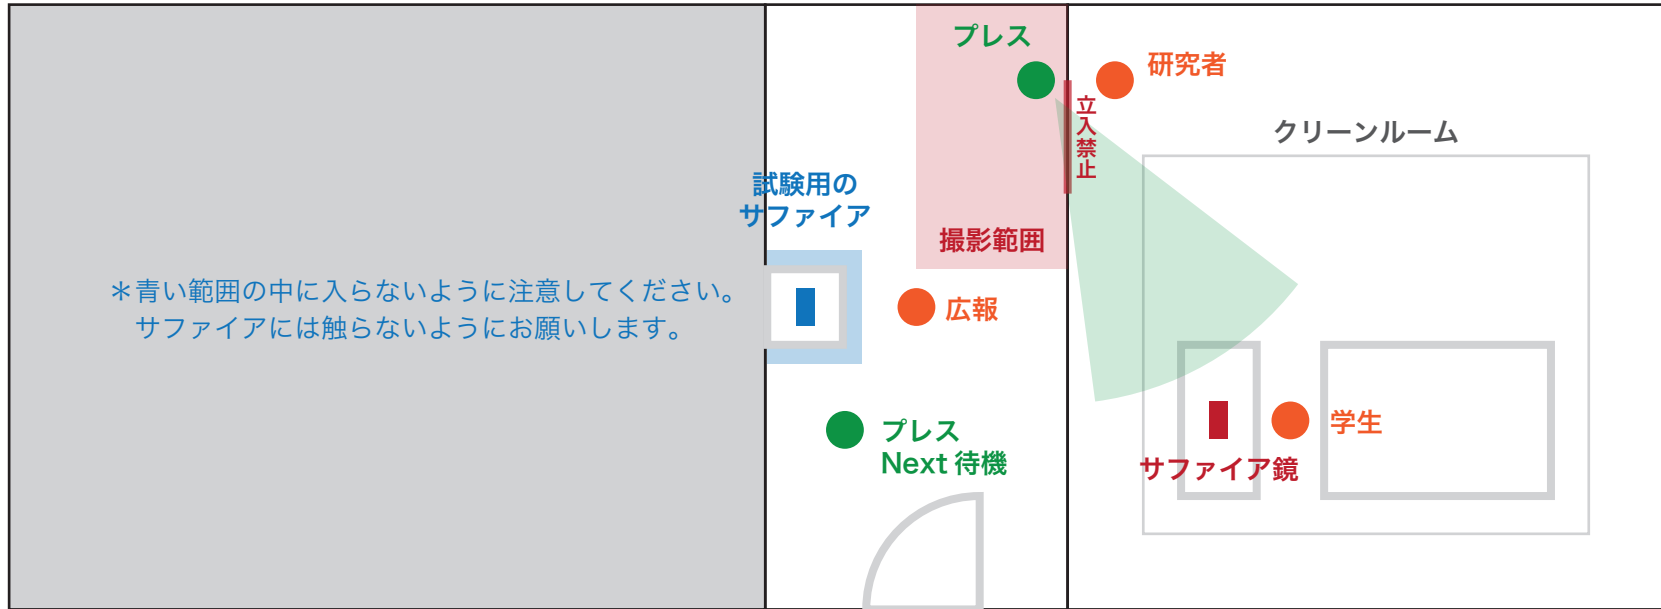 プレス
研究者
立入禁止
クリーンルーム
試験用の
サファイア
撮影範囲
＊青い範囲の中に入らないように注意してください。
サファイアには触らないようにお願いします。
広報
プレス
Next 待機
学生
サファイア鏡